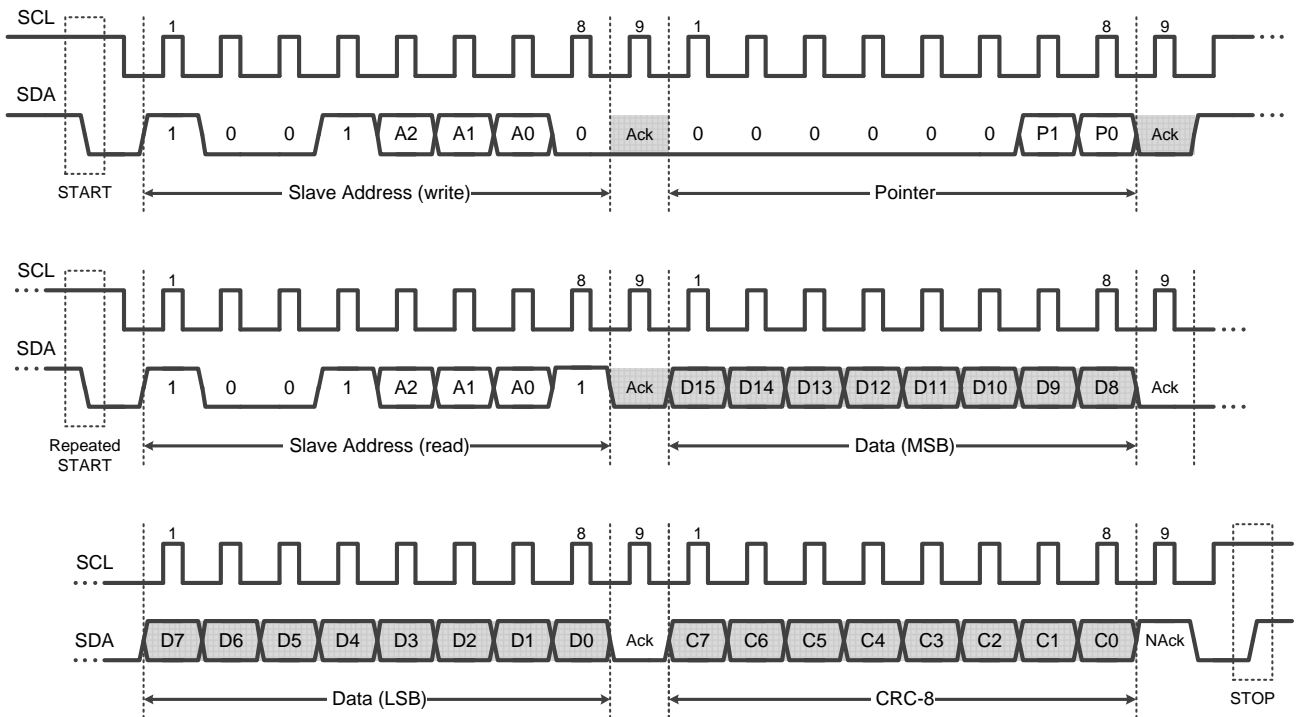 SCL
1 8 9 1 8 9
SDA
1 0 0 1 A2 A1 A0 0 Ack 0 0 0 0 0 0 P1 P0 Ack
START Slave Address (write) Pointer
SCL
1 8 9 1 8 9
SDA
1 0 0 1 A2 A1 A0 1 Ack D15 D14 D13 D12 D11 D10 D9 D8 Ack
Repeated
START
Slave Address (read) Data (MSB)
1 8 9 1 8 9
SCL
SDA D7 D6 D5 D4 D3 D2 D1 D0 Ack C7 C6 C5 C4 C3 C2 C1 C0 NAck
Data (LSB) CRC-8 STOP